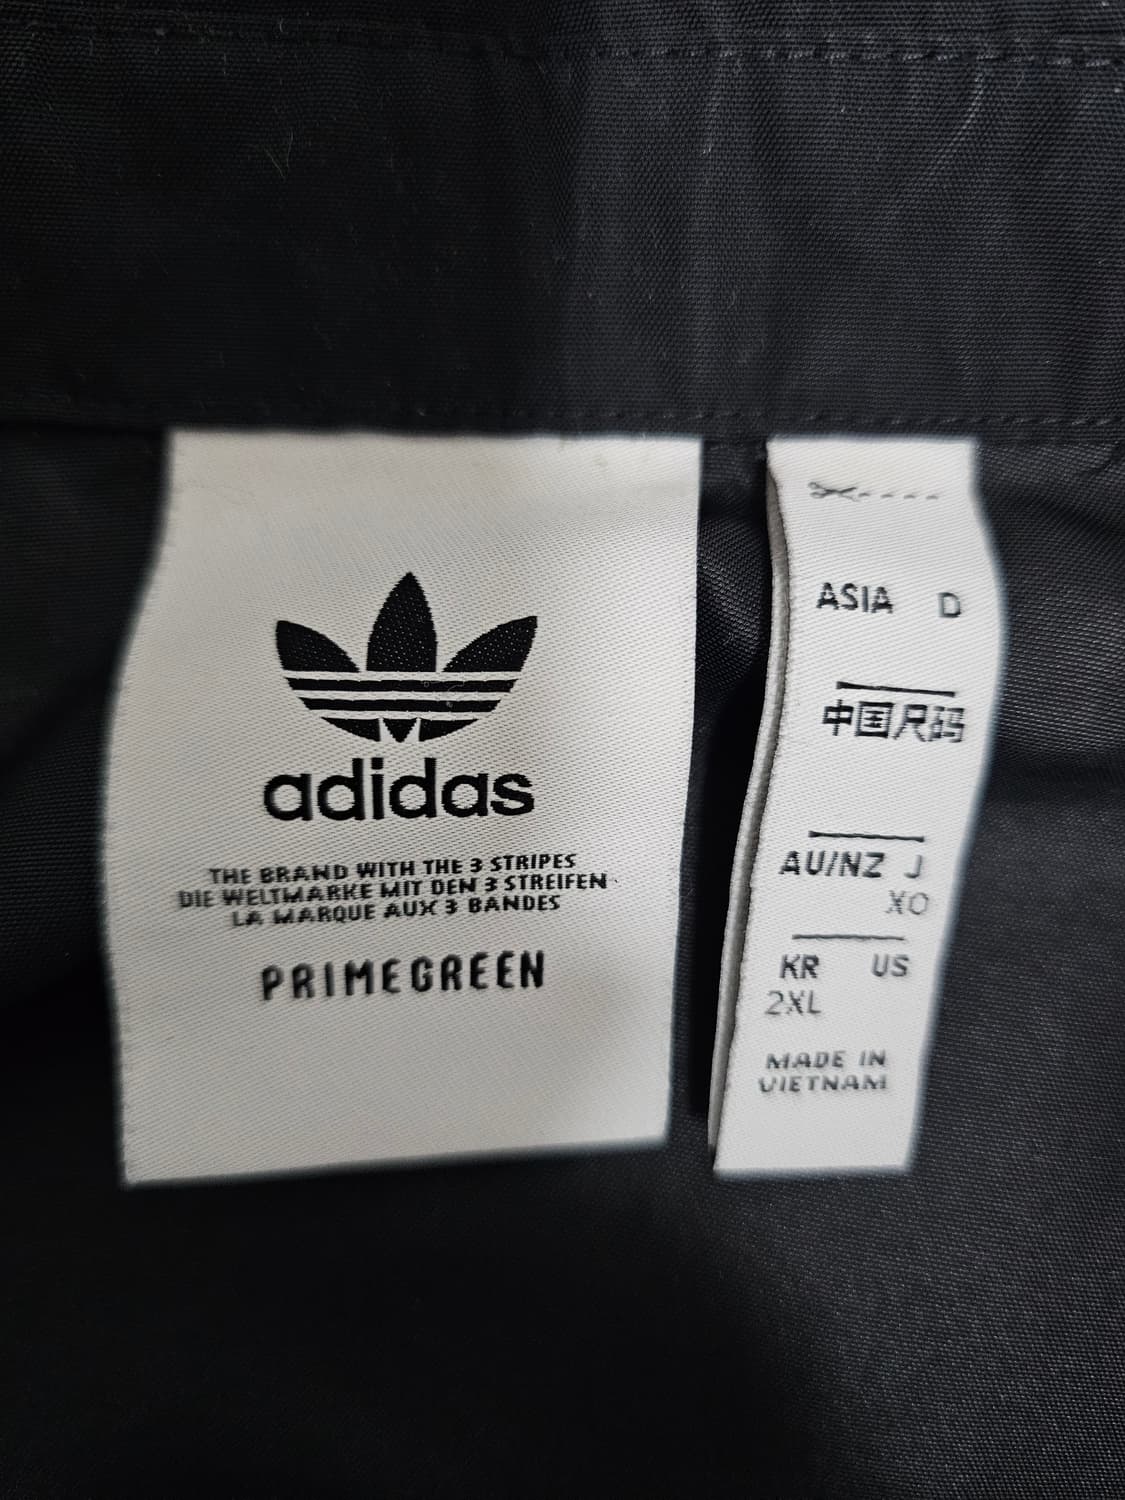 adidas
THE BRAND WITH THE 3 STRIPES
DIE WELTMARKE MIT DEN 3 STREIFEN
LA MARQUE AUX 3 BANDES
PRIMEGREEN
ASIA D
中国尺码
AU/NZ J
XO
KR US
2XL
MADE IN
VIETNAM